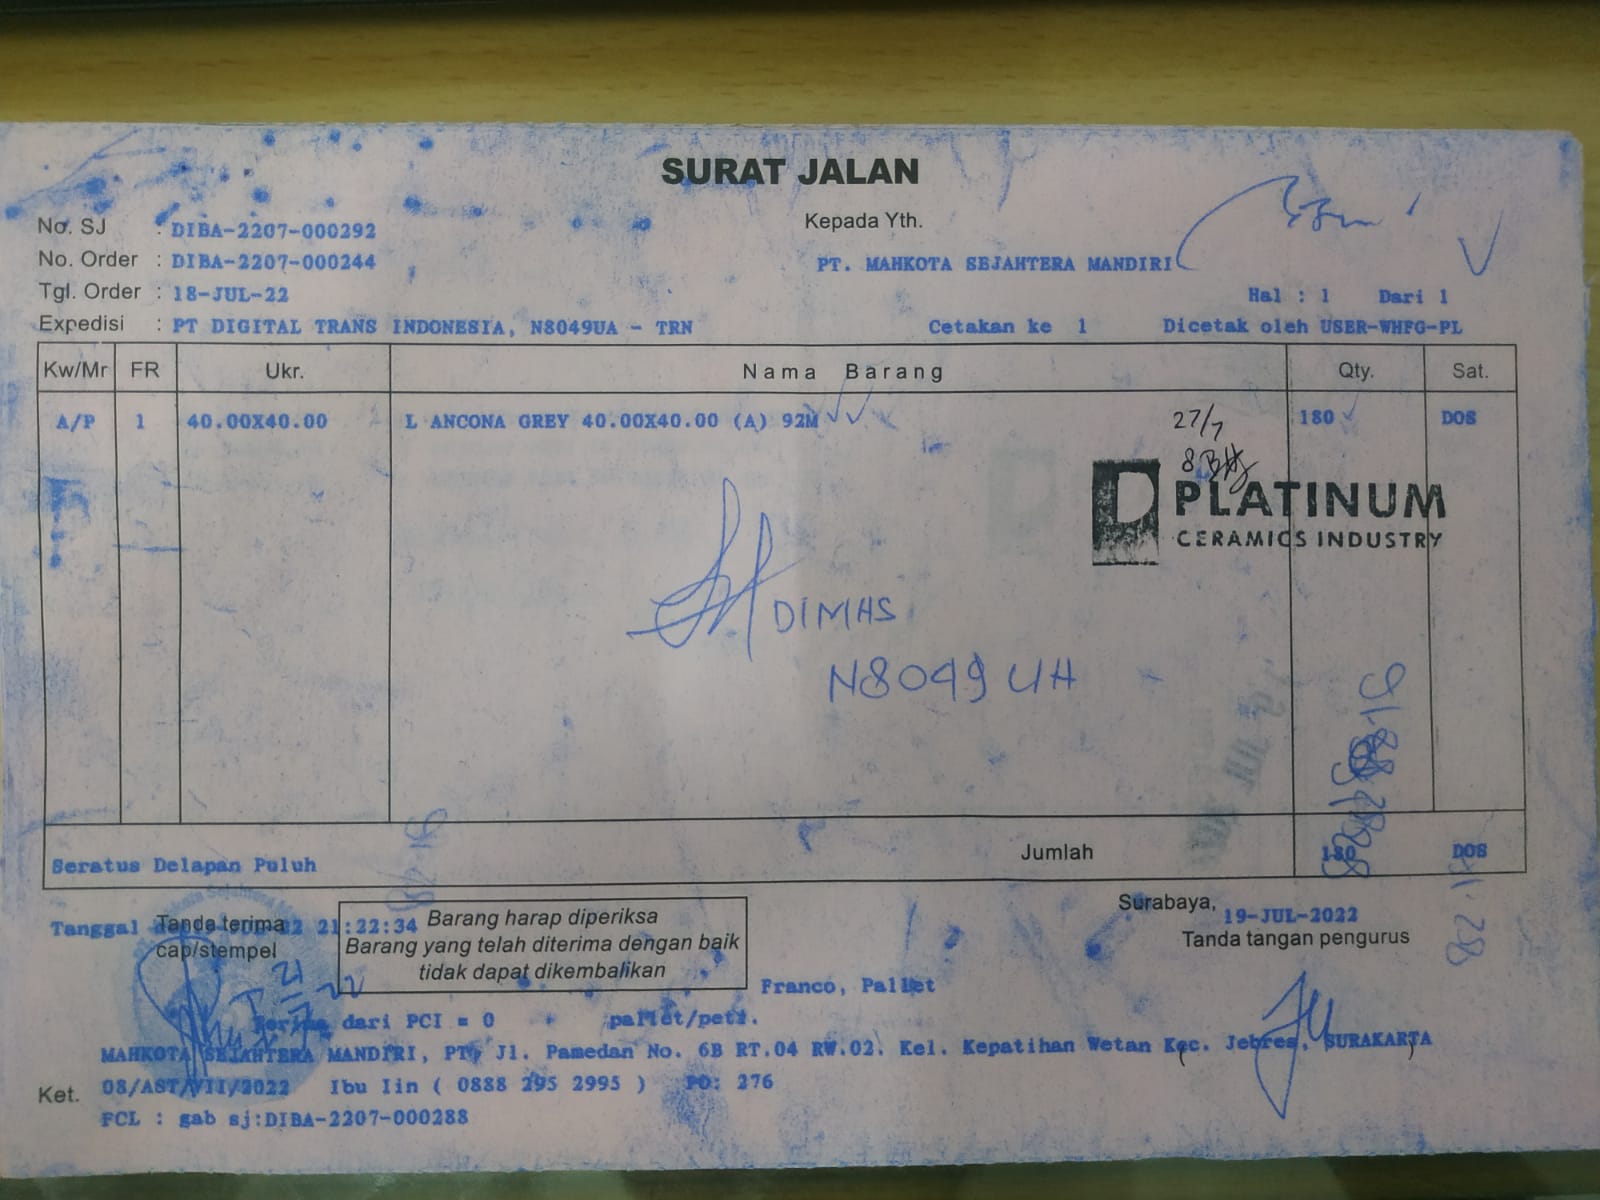 SURAT JALAN
No. SJ : DIBA-2207-000292
Kepada Yth.
No. Order : DIBA-2207-000244
PT. MAHKOTA SEJAHTERA MANDIRI
Tgl. Order : 18-JUL-22
Hal : 1 Dari 1
Expedisi : PT DIGITAL TRANS INDONESIA, N8049UA - TRN
Cetakan ke 1 Dicetak oleh USER-WHFG-PL
Kw/Mr FR Ukr. Nama Barang Qty. Sat.
A/P 1 40.00X40.00 L ANCONA GREY 40.00X40.00 (A) 92M 180 DOS
27/7
PLATINUM
CERAMICS INDUSTRY
DIMAS
N8049 UA
Jumlah 180 DOS
Seratus Delapan Puluh
Tanggal 21:22:34
Tanda terima
cap/stempel
Barang harap diperiksa
Barang yang telah diterima dengan baik
tidak dapat dikembalikan
Surabaya, 19-JUL-2022
Tanda tangan pengurus
Franco, Pallet
dari PCI = 0 pallet/peti.
MAHKOTA SEJAHTERA MANDIRI, PT, Jl. Pamedan No. 6B RT.04 RW.02. Kel. Kepatihan Wetan Kec. Jebres, SURAKARTA
Ket. 08/AST/VII/2022 Ibu Iin ( 0888 295 2995 ) PO: 276
FCL : gab sj:DIBA-2207-000288